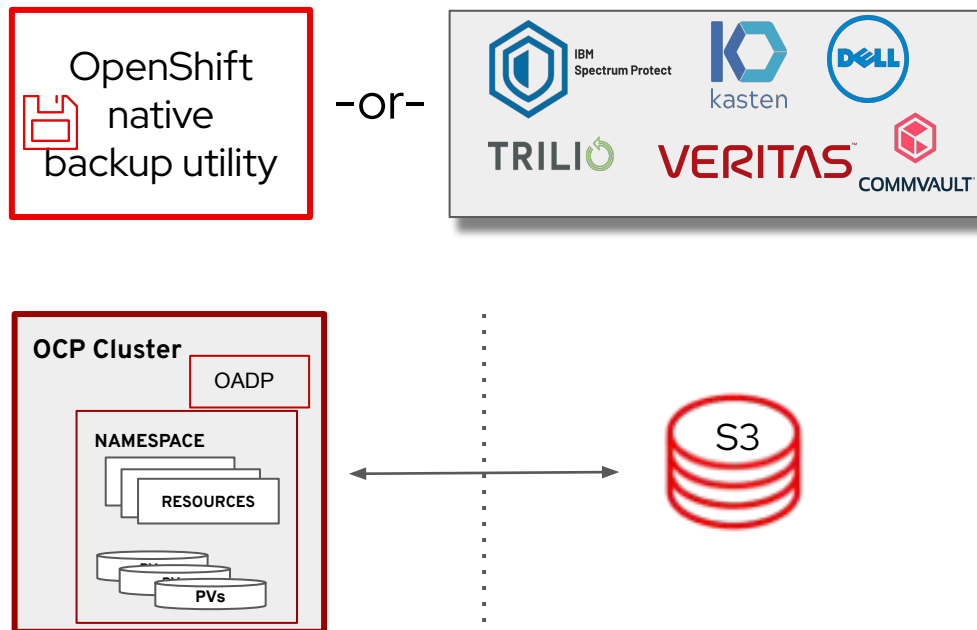 OpenShift
native
backup utility
-or-
IBM
Spectrum Protect
kasten
DELL
TRILIO
VERITAS™
COMMVAULT
OCP Cluster
OADP
NAMESPACE
RESOURCES
PVs
S3